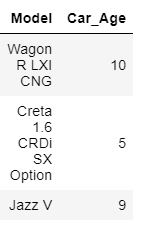 Model Car_Age
Wagon
R LXI 10
CNG
Creta
1.6
CRDi 5
SX
Option
Jazz V 9